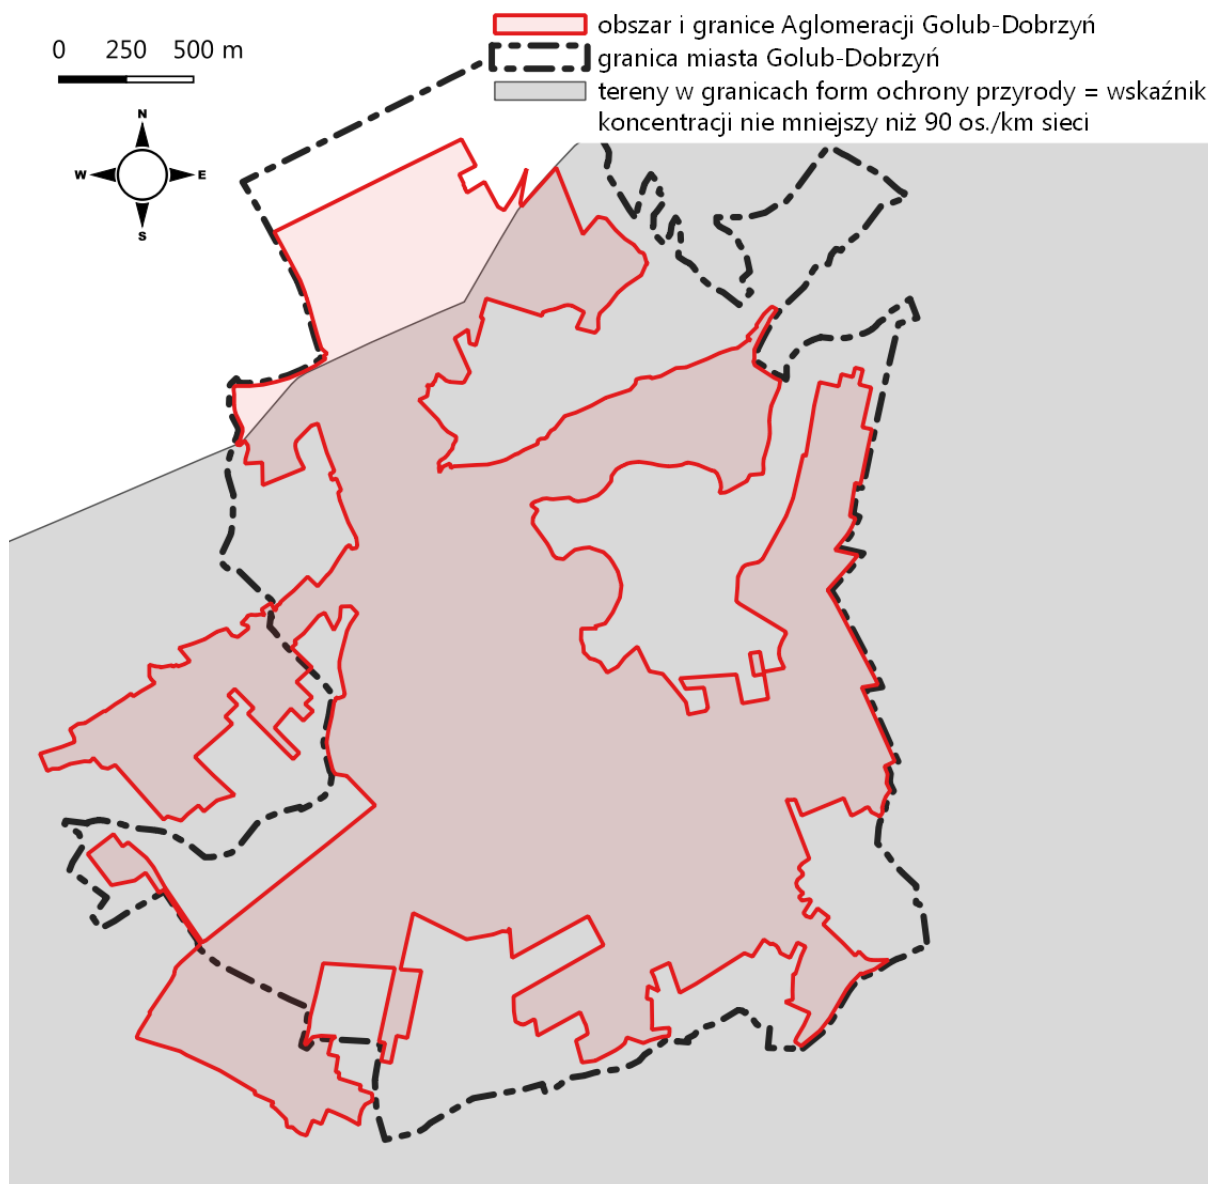 obszar i granice Aglomeracji Golub-Dobrzyń
0 250 500 m
granica miasta Golub-Dobrzyń
tereny w granicach form ochrony przyrody = wskaźnik
koncentracji nie mniejszy niż 90 os./km sieci
N
W E
S